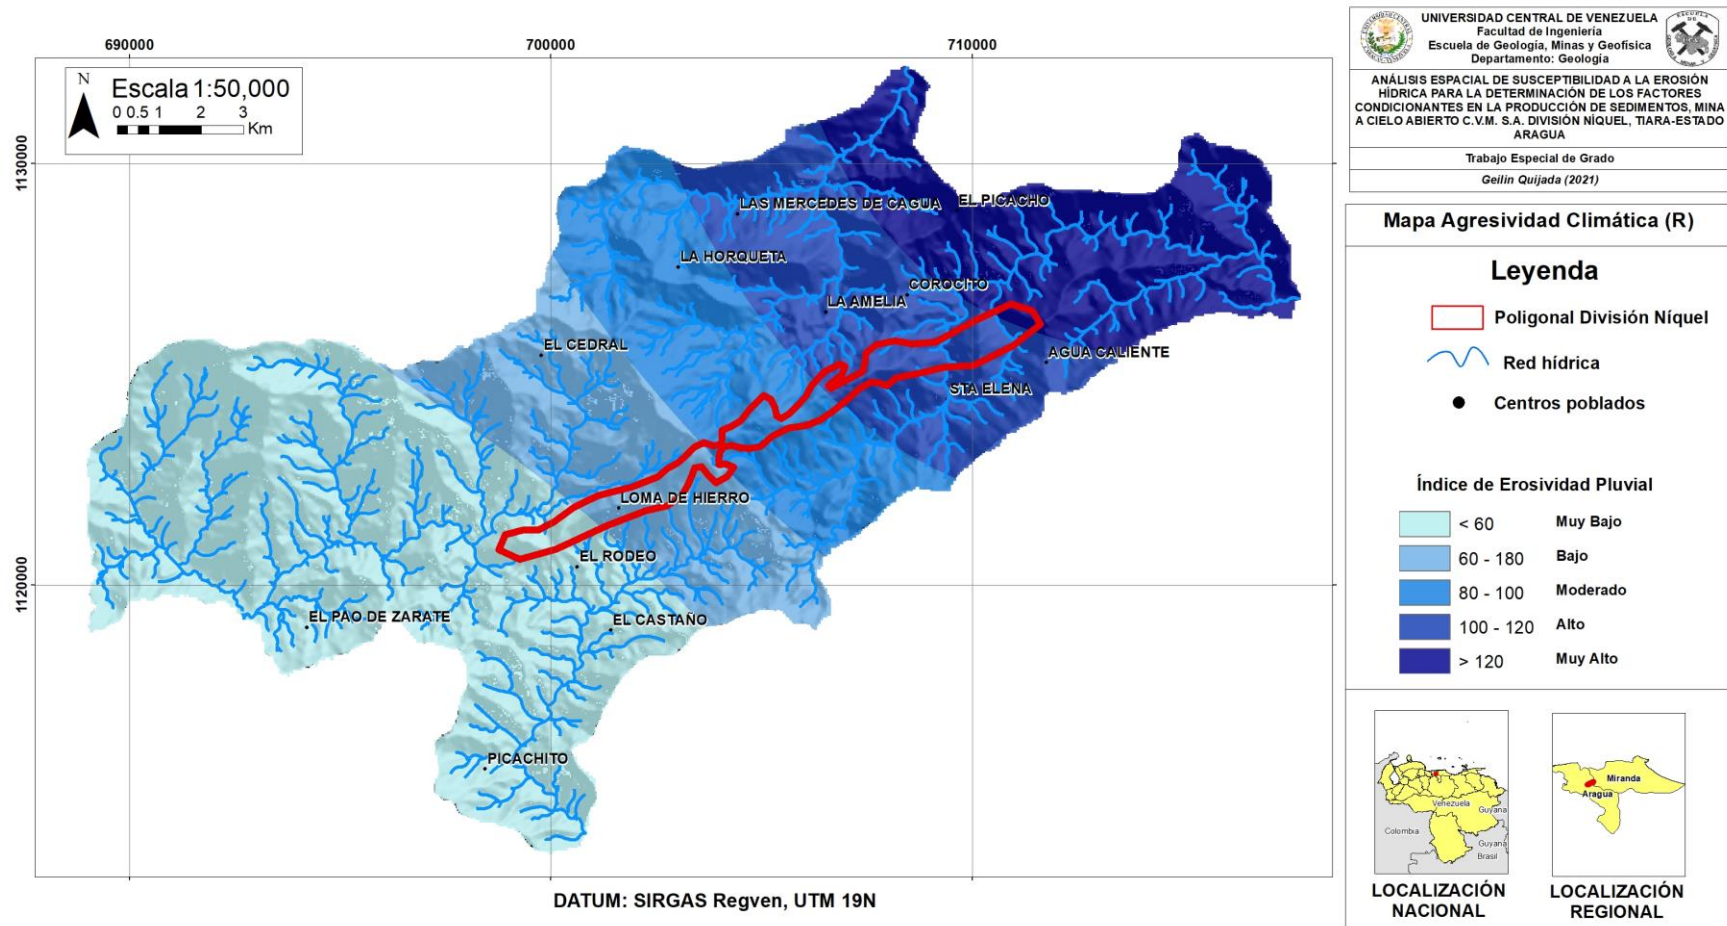 690000
700000
710000
1130000
1120000
N
Escala 1:50,000
0 0.5 1 2 3
Km
LAS MERCEDES DE CAGUA
EL PICACHO
LA HORQUETA
COROCITO
LA AMELIA
EL CEDRAL
AGUA CALIENTE
STA ELENA
LOMA DE HIERRO
EL RODEO
EL PAO DE ZARATE
EL CASTAÑO
PICACHITO
DATUM: SIRGAS Regven, UTM 19N
UNIVERSIDAD CENTRAL DE VENEZUELA
Facultad de Ingeniería
Escuela de Geología, Minas y Geofísica
Departamento: Geología
ANÁLISIS ESPACIAL DE SUSCEPTIBILIDAD A LA EROSIÓN
HÍDRICA PARA LA DETERMINACIÓN DE LOS FACTORES
CONDICIONANTES EN LA PRODUCCIÓN DE SEDIMENTOS, MINA
A CIELO ABIERTO C.V.M. S.A. DIVISIÓN NÍQUEL, TIARA-ESTADO
ARAGUA
Trabajo Especial de Grado
Geilin Quijada (2021)
Mapa Agresividad Climática (R)
Leyenda
Poligonal División Níquel
Red hídrica
Centros poblados
Índice de Erosividad Pluvial
< 60 Muy Bajo
60 - 180 Bajo
80 - 100 Moderado
100 - 120 Alto
> 120 Muy Alto
Venezuela
Guyana
Colombia
Guyana
Brasil
LOCALIZACIÓN
NACIONAL
Miranda
Aragua
LOCALIZACIÓN
REGIONAL